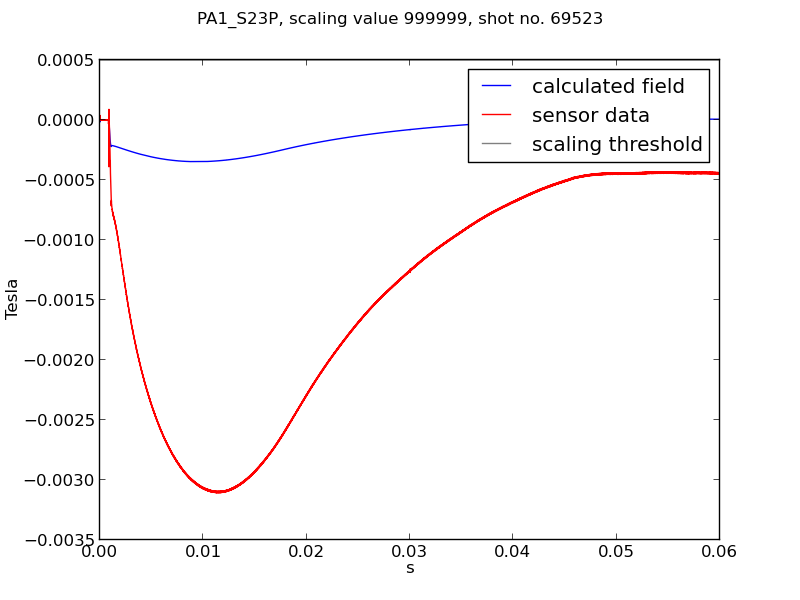 PA1_S23P, scaling value 999999, shot no. 69523
0.0005
0.0000
−0.0005
−0.0010
−0.0015
−0.0020
−0.0025
−0.0030
−0.0035
Tesla
calculated field
sensor data
scaling threshold
0.00 0.01 0.02 0.03 0.04 0.05 0.06
s